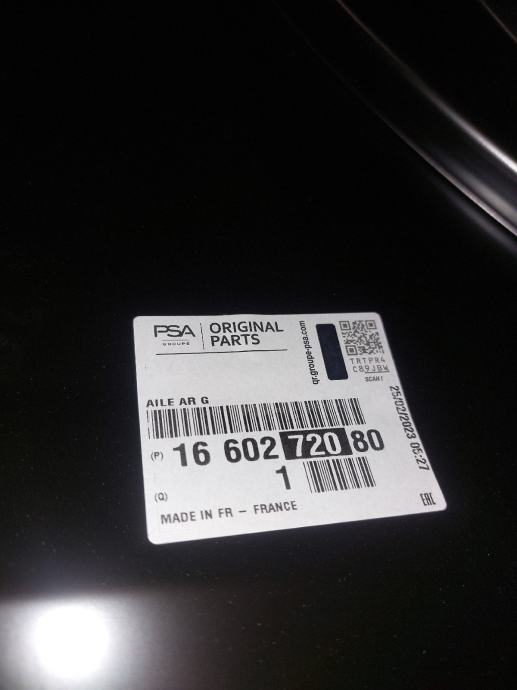 PSA
GROUPE
ORIGINAL
PARTS
qr.groupe-psa.com
TRTPR4
C89JBW
SCAN!
AILE AR G
(P) 16 602 720 80
(Q) 1
MADE IN FR – FRANCE
25/02/2023 05:27
EAC